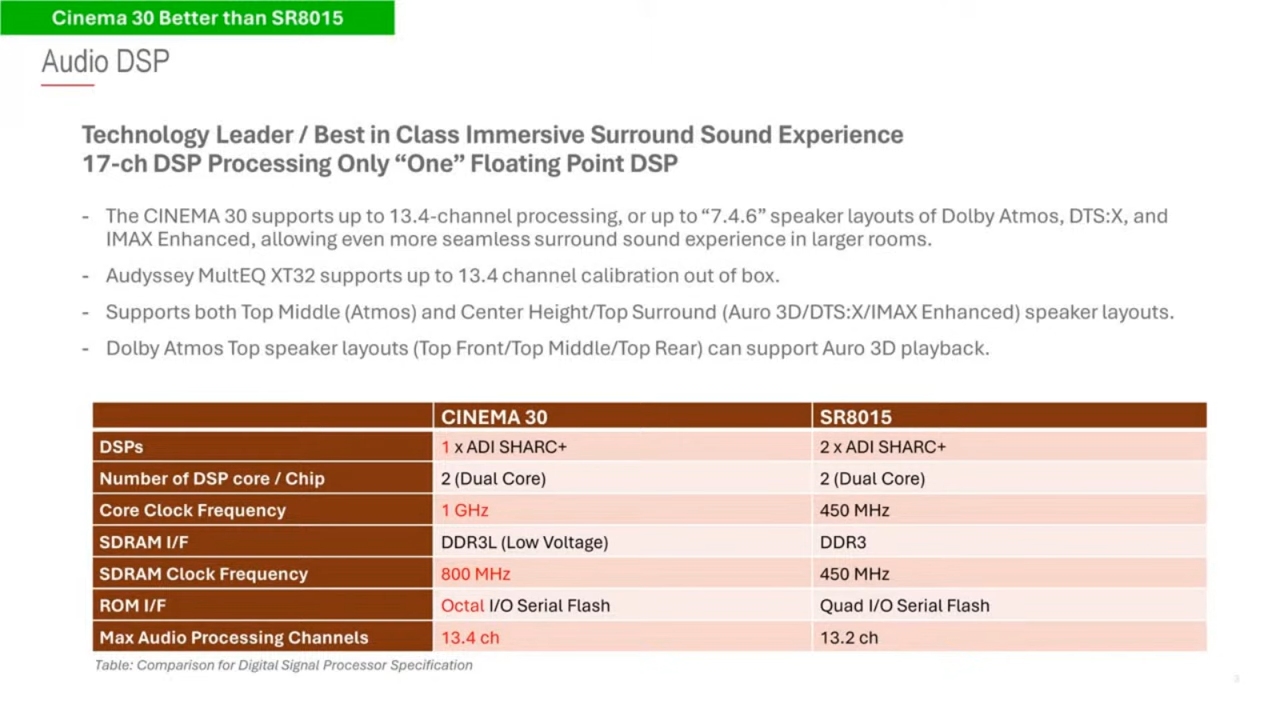 Cinema 30 Better than SR8015
Audio DSP
Technology Leader / Best in Class Immersive Surround Sound Experience
17-ch DSP Processing Only “One” Floating Point DSP
- The CINEMA 30 supports up to 13.4-channel processing, or up to “7.4.6” speaker layouts of Dolby Atmos, DTS:X, and
IMAX Enhanced, allowing even more seamless surround sound experience in larger rooms.
- Audyssey MultEQ XT32 supports up to 13.4 channel calibration out of box.
- Supports both Top Middle (Atmos) and Center Height/Top Surround (Auro 3D/DTS:X/IMAX Enhanced) speaker layouts.
- Dolby Atmos Top speaker layouts (Top Front/Top Middle/Top Rear) can support Auro 3D playback.
CINEMA 30 SR8015
DSPs 1 x ADI SHARC+ 2 x ADI SHARC+
Number of DSP core / Chip 2 (Dual Core) 2 (Dual Core)
Core Clock Frequency 1 GHz 450 MHz
SDRAM I/F DDR3L (Low Voltage) DDR3
SDRAM Clock Frequency 800 MHz 450 MHz
ROM I/F Octal I/O Serial Flash Quad I/O Serial Flash
Max Audio Processing Channels 13.4 ch 13.2 ch
Table: Comparison for Digital Signal Processor Specification
3